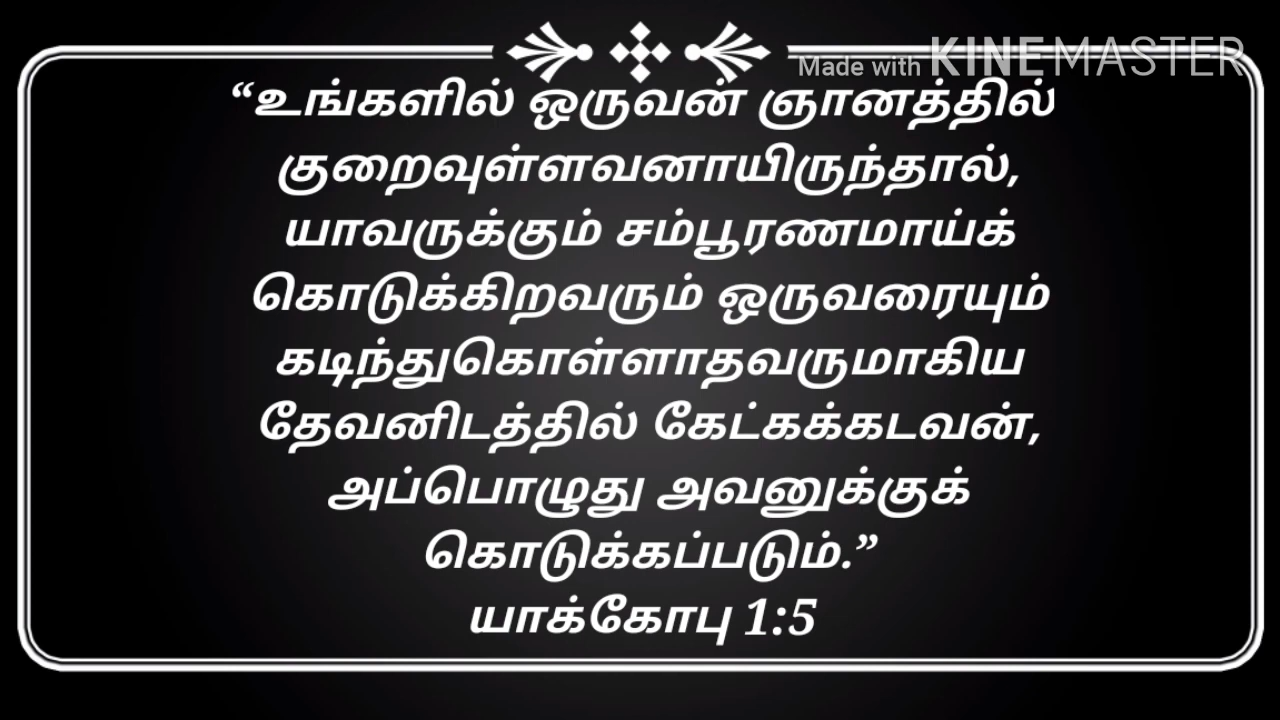 Made with KINEMASTER
“உங்களில் ஒருவன் ஞானத்தில்
குறைவுள்ளவனாயிருந்தால்,
யாவருக்கும் சம்பூரணமாய்க்
கொடுக்கிறவரும் ஒருவரையும்
கடிந்துகொள்ளாதவருமாகிய
தேவனிடத்தில் கேட்கக்கடவன்,
அப்பொழுது அவனுக்குக்
கொடுக்கப்படும்.”
யாக்கோபு 1:5